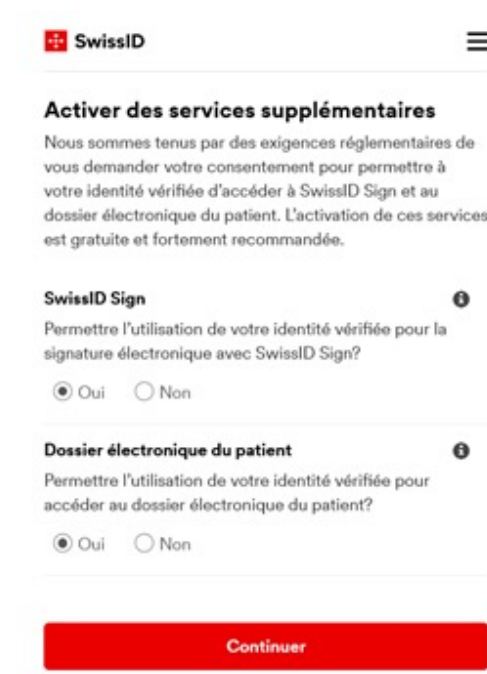 SwissID
Activer des services supplémentaires
Nous sommes tenus par des exigences réglementaires de
vous demander votre consentement pour permettre à
votre identité vérifiée d'accéder à SwissID Sign et au
dossier électronique du patient. L'activation de ces services
est gratuite et fortement recommandée.
SwissID Sign
Permettre l'utilisation de votre identité vérifiée pour la
signature électronique avec SwissID Sign?
Oui Non
Dossier électronique du patient
Permettre l'utilisation de votre identité vérifiée pour
accéder au dossier électronique du patient?
Oui Non
Continuer